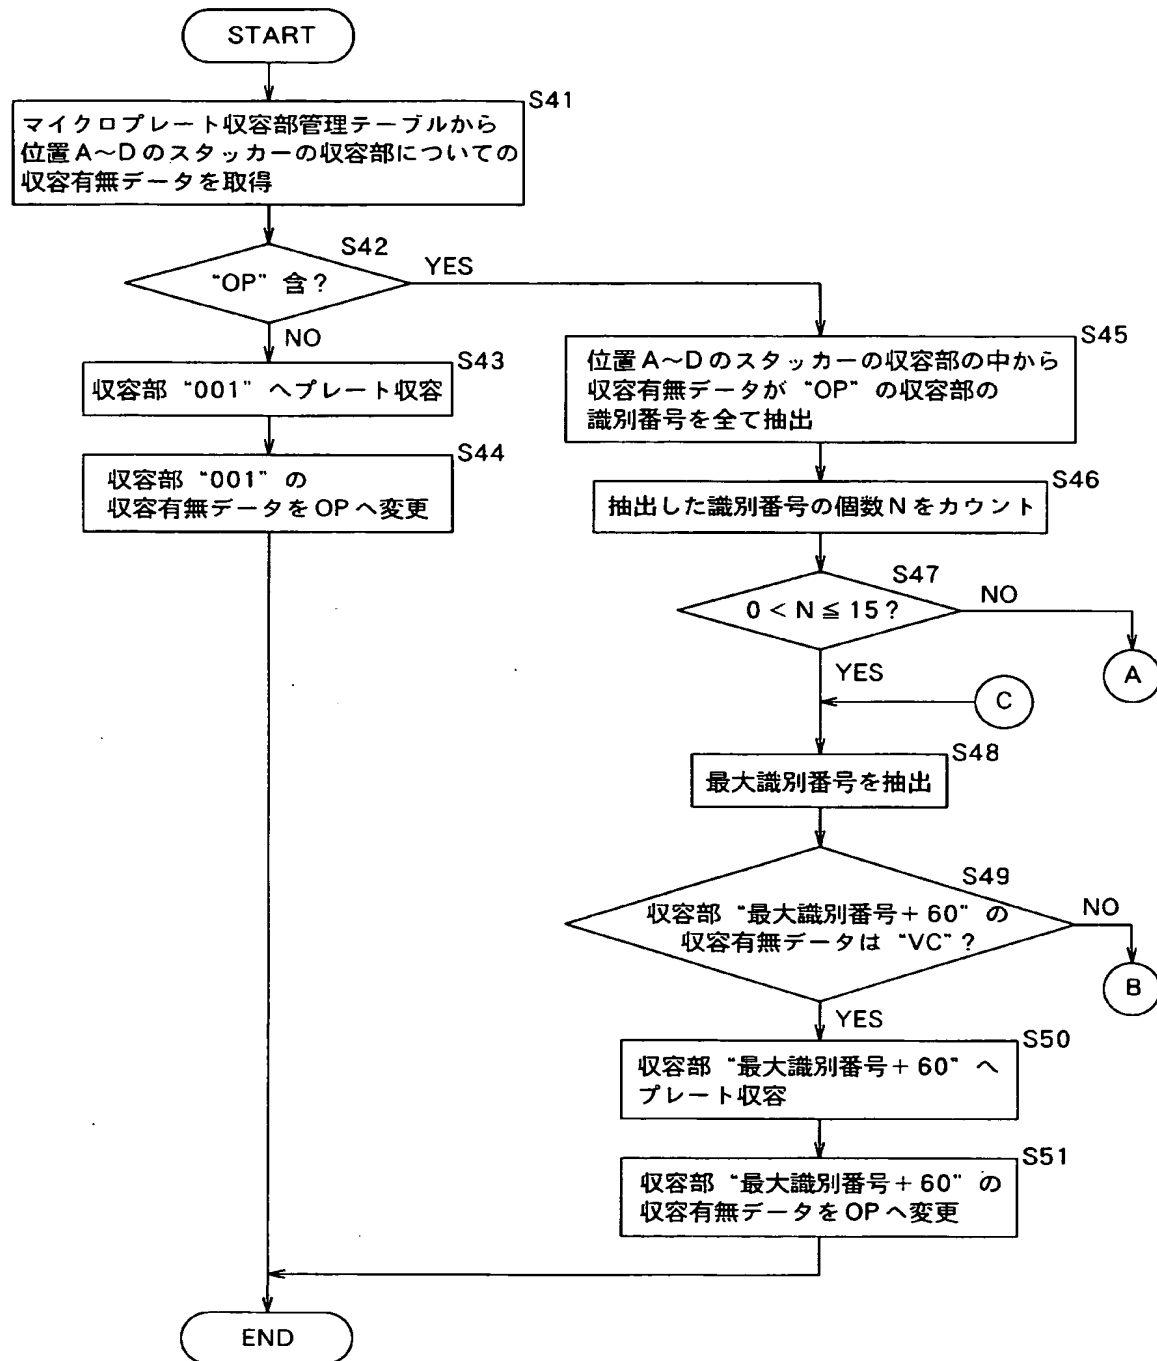 START
S41
マイクロプレート収容部管理テーブルから
位置A～Dのスタッカーの収容部についての
収容有無データを取得
S42
“OP” 含？
YES
NO
S43
収容部 “001” へプレート収容
S44
収容部 “001” の
収容有無データをOPへ変更
S45
位置A～Dのスタッカーの収容部の中から
収容有無データが “OP” の収容部の
識別番号を全て抽出
S46
抽出した識別番号の個数Nをカウント
S47
0 < N ≦ 15？
NO
A
YES
C
S48
最大識別番号を抽出
S49
収容部 “最大識別番号＋60” の
収容有無データは “VC”？
NO
B
YES
S50
収容部 “最大識別番号＋60” へ
プレート収容
S51
収容部 “最大識別番号＋60” の
収容有無データをOPへ変更
END